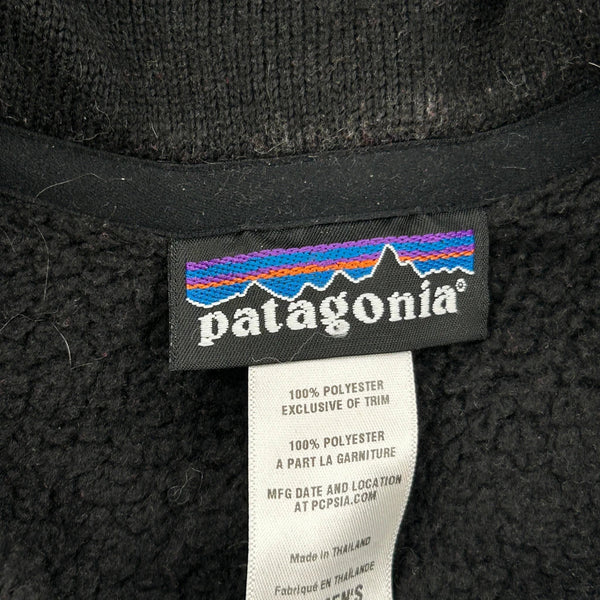 patagonia®
100% POLYESTER
EXCLUSIVE OF TRIM
100% POLYESTER
A PART LA GARNITURE
MFG DATE AND LOCATION
AT PCPSIA.COM
Made in THAILAND
Fabriqué EN THAÏLANDE